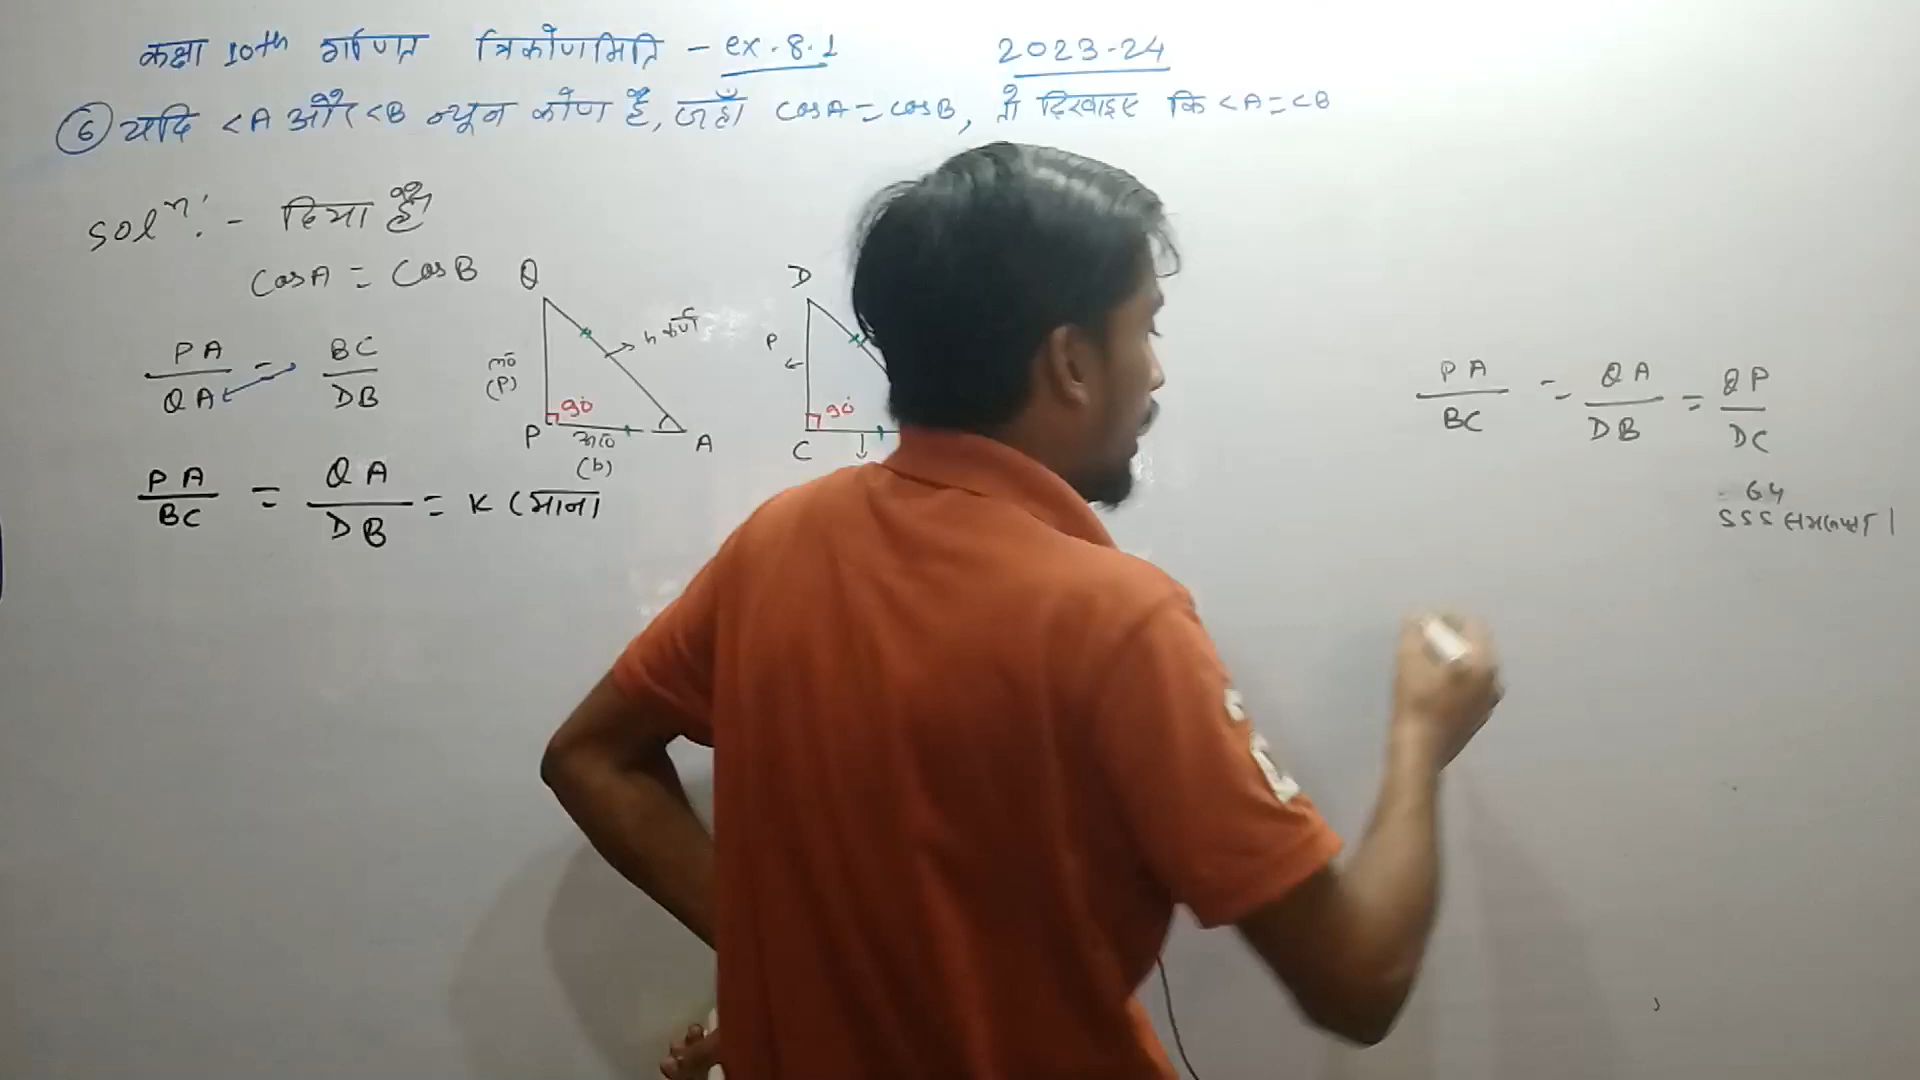 कक्षा 10th गणित त्रिकोणमिति - ex. 8.1 2023-24
⑥ यदि <A और <B न्यून कोण है, जहाँ cosA = cosB, तो दिखाइए कि <A = <B
Solⁿ: - दिया है
CosA = CosB
PA/QA = BC/DB
PA/BC = QA/DB = K (माना
Q
h कर्ण
(P)
90°
P
A
(b)
D
P
90°
C
PA/BC = QA/DB = QP/DC
SSS समरूपता।